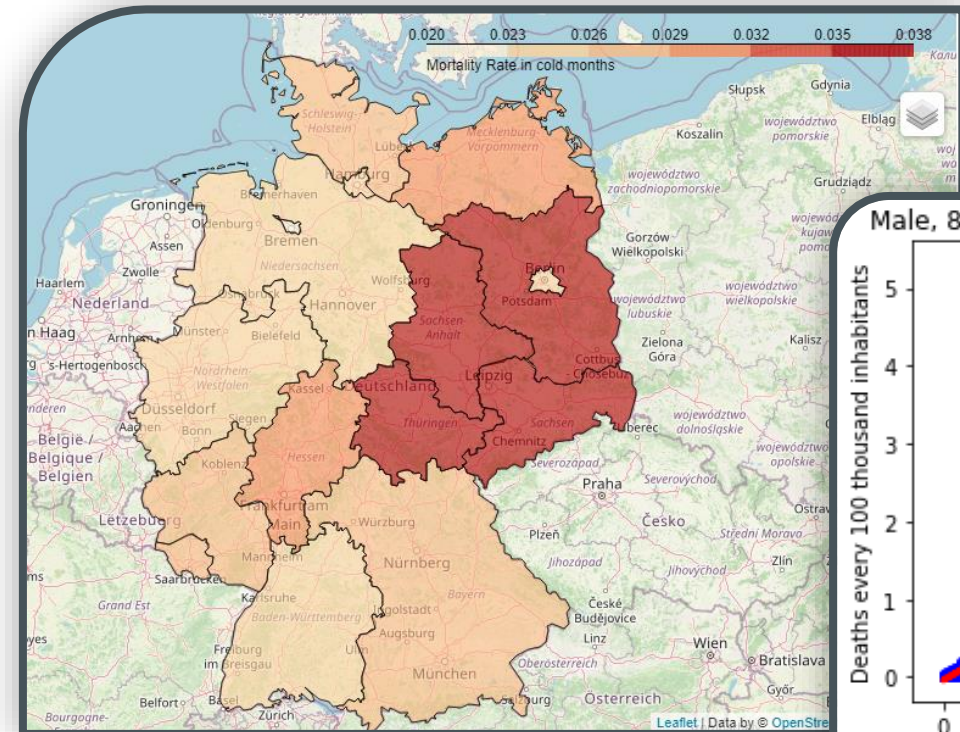 0.020 0.023 0.026 0.029 0.032 0.035 0.038
Mortality Rate in cold months
Słupsk
Gdynia
Koszalin
województwo
pomorskie
Elbląg
Schleswig-
Holstein
Mecklenburg
Vorpommern
Hamburg
województwo
zachodniopomorskie
Grudziądz
Groningen
Bremerhaven
Oldenburg
Bremen
Assen
Gorzów
Wielkopolski
Niedersachsen
Berlin
Haarlem
Zwolle
Wolfsburg
Potsdam
Nederland
Osnabrück
Hannover
województwo
lubuskie
województwo
wielkopolskie
n Haag
Arnhem
Münster
Bielefeld
Sachsen-
Anhalt
Zielona
Góra
Kalisz
's-Hertogenbosch
Nordrhein-
Westfalen
Kassel
Deutschland
Leipzig
Cottbus
Chóśebuz
Düsseldorf
Siegen
Thüringen
Sachsen
województwo
dolnośląskie
Aachen
Bonn
Hessen
Chemnitz
België /
Belgique /
Belgien
Koblenz
Severozápad
Severovýchod
województwo
opolskie
Praha
Lëtzebuerg
Frankfurt am
Main
Würzburg
Česko
Plzeň
Střední Morava
Mannheim
Nürnberg
Jihozápad
Jihovýchod
Zlín
Saarbrücken
Karlsruhe
Bayern
Grand Est
Baden-Württemberg
Ingolstadt
České
Budějovice
Augsburg
Linz
Freiburg
im Breisgau
Ulm
Wien
München
Oberösterreich
Bratislava
Belfort
Basel
Salzburg
Österreich
Győr
Bourgogne-
Zürich
Leaflet | Data by © OpenStre
Male, 8
Deaths every 100 thousand inhabitants
5
4
3
2
1
0
0